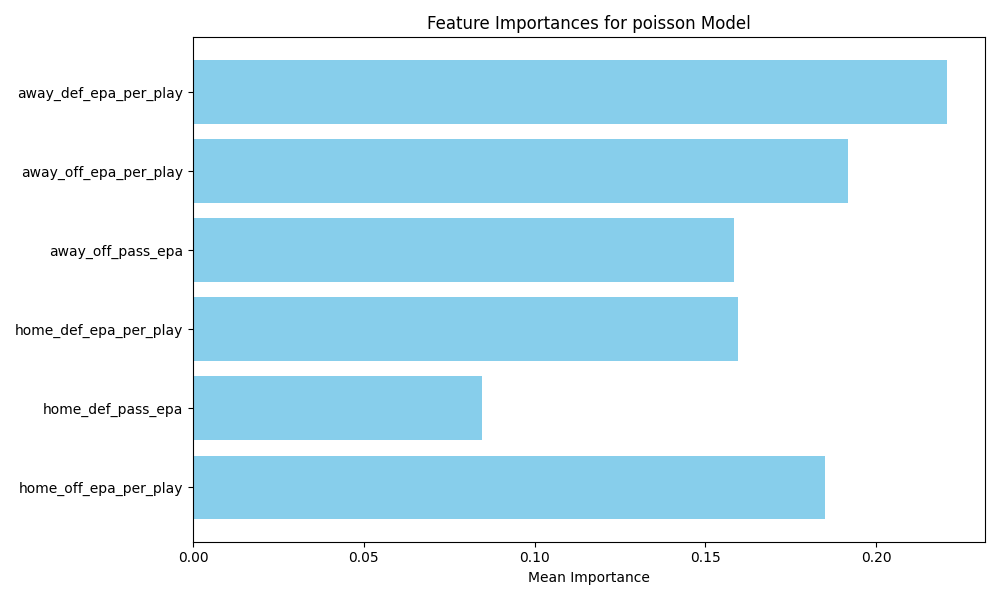 Feature Importances for poisson Model
away_def_epa_per_play
away_off_epa_per_play
away_off_pass_epa
home_def_epa_per_play
home_def_pass_epa
home_off_epa_per_play
0.00 0.05 0.10 0.15 0.20
Mean Importance